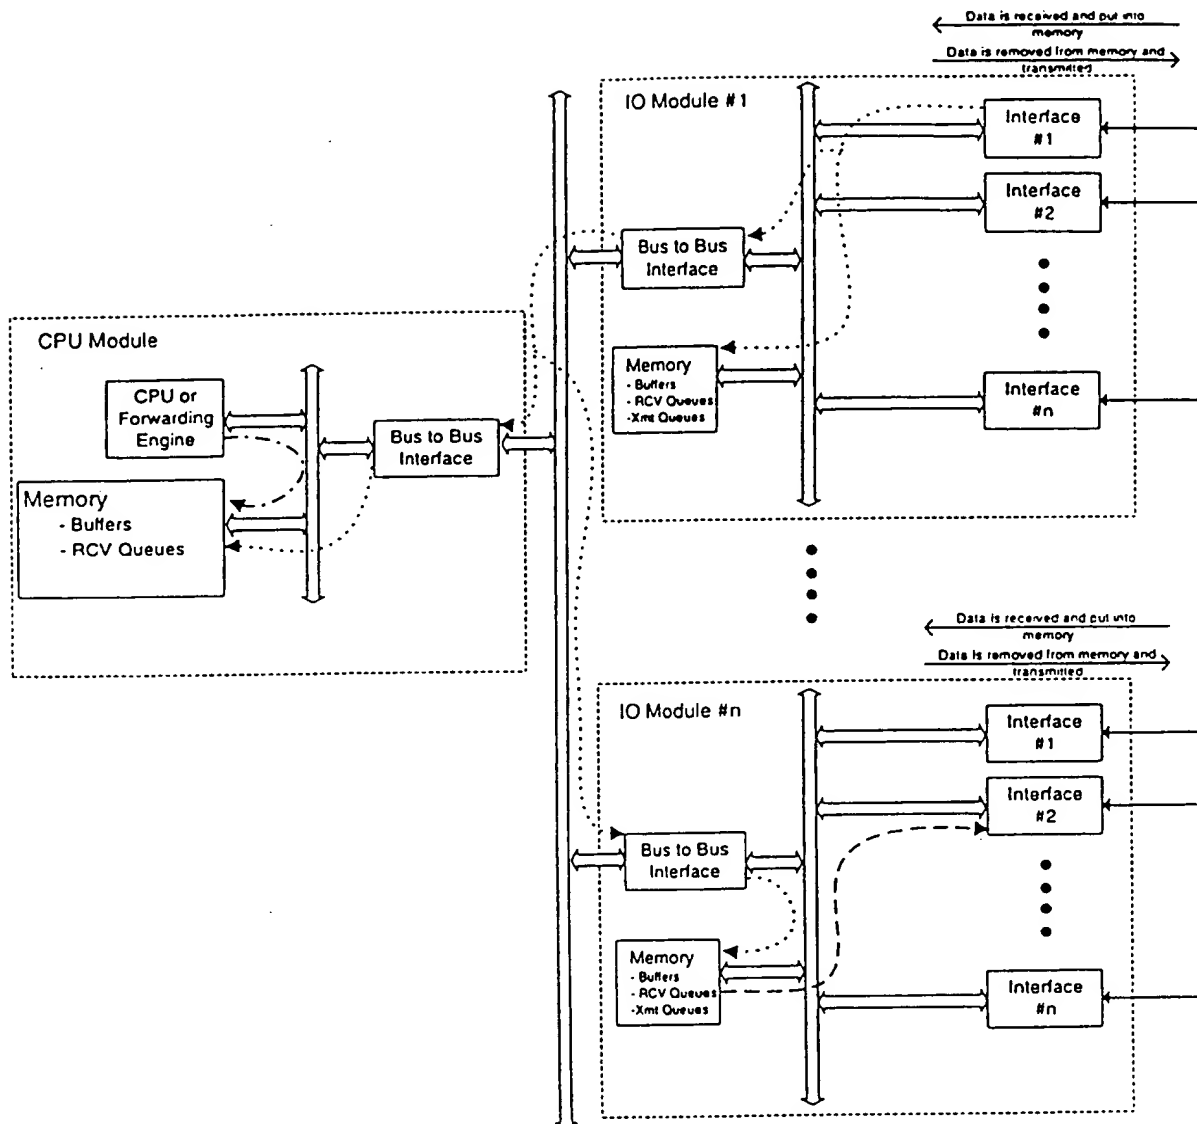 Data is received and put into
memory
Data is removed from memory and
transmitted
IO Module #1
Interface
#1
Interface
#2
Bus to Bus
Interface
Memory
- Buffers
- RCV Queues
-Xmt Queues
Interface
#n
CPU Module
CPU or
Forwarding
Engine
Bus to Bus
Interface
Memory
- Buffers
- RCV Queues
Data is received and put into
memory
Data is removed from memory and
transmitted
IO Module #n
Interface
#1
Interface
#2
Bus to Bus
Interface
Memory
- Buffers
- RCV Queues
-Xmt Queues
Interface
#n